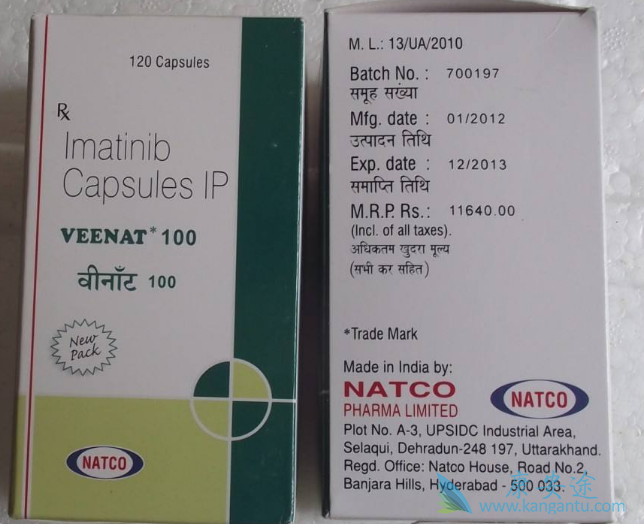 120 Capsules
Rx
Imatinib
Capsules IP
VEENAT* 100
वीनाँट 100
New
Pack
NATCO
M. L.: 13/UA/2010
Batch No. : 700197
समूह संख्या
Mfg. date : 01/2012
उत्पादन तिथि
Exp. date : 12/2013
समाप्ति तिथि
M.R.P. Rs.: 11640.00
(Incl. of all taxes).
अधिकतम खुदरा मूल्य
(सभी कर सहित)
*Trade Mark
Made in India by:
NATCO
PHARMA LIMITED
NATCO
Plot No. A-3, UPSIDC Industrial Area,
Selaqui, Dehradun-248 197, Uttarakhand.
Regd. Office: Natco House, Road No.2,
Banjara Hills, Hyderabad - 500 033.
康美途
www.kangantu.com